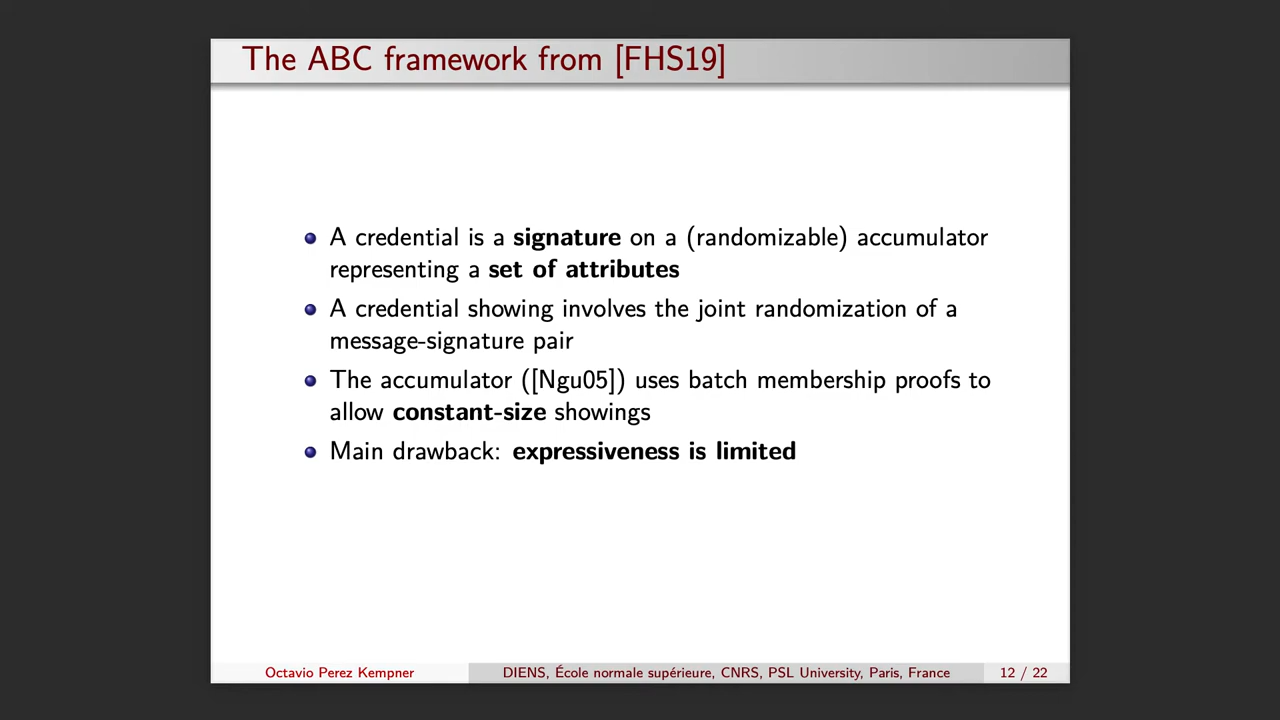 The ABC framework from [FHS19]
A credential is a signature on a (randomizable) accumulator
representing a set of attributes
A credential showing involves the joint randomization of a
message-signature pair
The accumulator ([Ngu05]) uses batch membership proofs to
allow constant-size showings
Main drawback: expressiveness is limited
Octavio Perez Kempner
DIENS, École normale supérieure, CNRS, PSL University, Paris, France
12 / 22